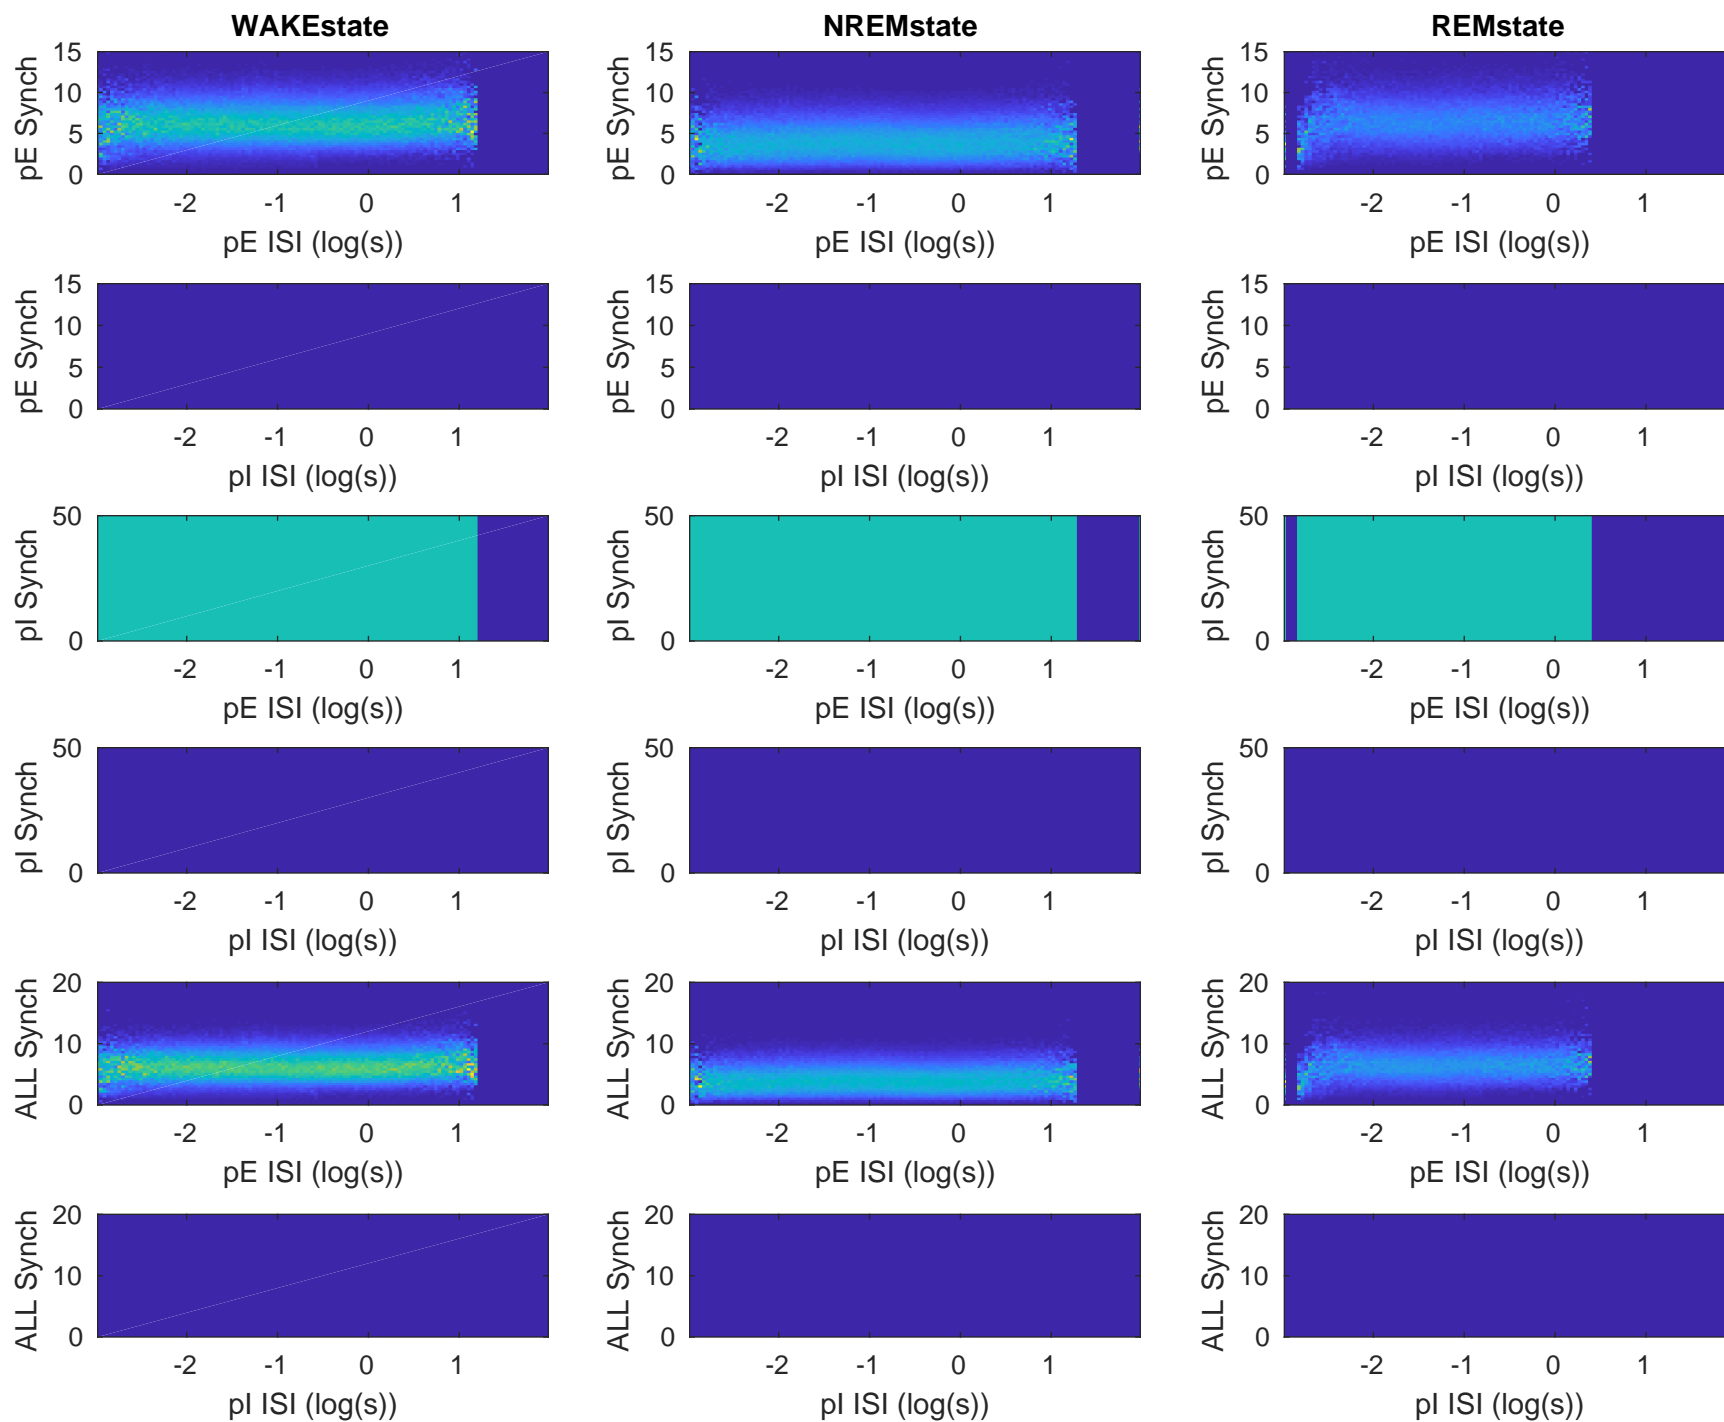 WAKEstate NREMstate REMstate
pE Synch 15 10 5 0 pE Synch 15 10 5 0 pE Synch 15 10 5 0
-2 -1 0 1 -2 -1 0 1 -2 -1 0 1
pE ISI (log(s)) pE ISI (log(s)) pE ISI (log(s))
pE Synch 15 10 5 0 pE Synch 15 10 5 0 pE Synch 15 10 5 0
-2 -1 0 1 -2 -1 0 1 -2 -1 0 1
pI ISI (log(s)) pI ISI (log(s)) pI ISI (log(s))
pI Synch 50 0 pI Synch 50 0 pI Synch 50 0
-2 -1 0 1 -2 -1 0 1 -2 -1 0 1
pE ISI (log(s)) pE ISI (log(s)) pE ISI (log(s))
pI Synch 50 0 pI Synch 50 0 pI Synch 50 0
-2 -1 0 1 -2 -1 0 1 -2 -1 0 1
pI ISI (log(s)) pI ISI (log(s)) pI ISI (log(s))
ALL Synch 20 10 0 ALL Synch 20 10 0 ALL Synch 20 10 0
-2 -1 0 1 -2 -1 0 1 -2 -1 0 1
pE ISI (log(s)) pE ISI (log(s)) pE ISI (log(s))
ALL Synch 20 10 0 ALL Synch 20 10 0 ALL Synch 20 10 0
-2 -1 0 1 -2 -1 0 1 -2 -1 0 1
pI ISI (log(s)) pI ISI (log(s)) pI ISI (log(s))